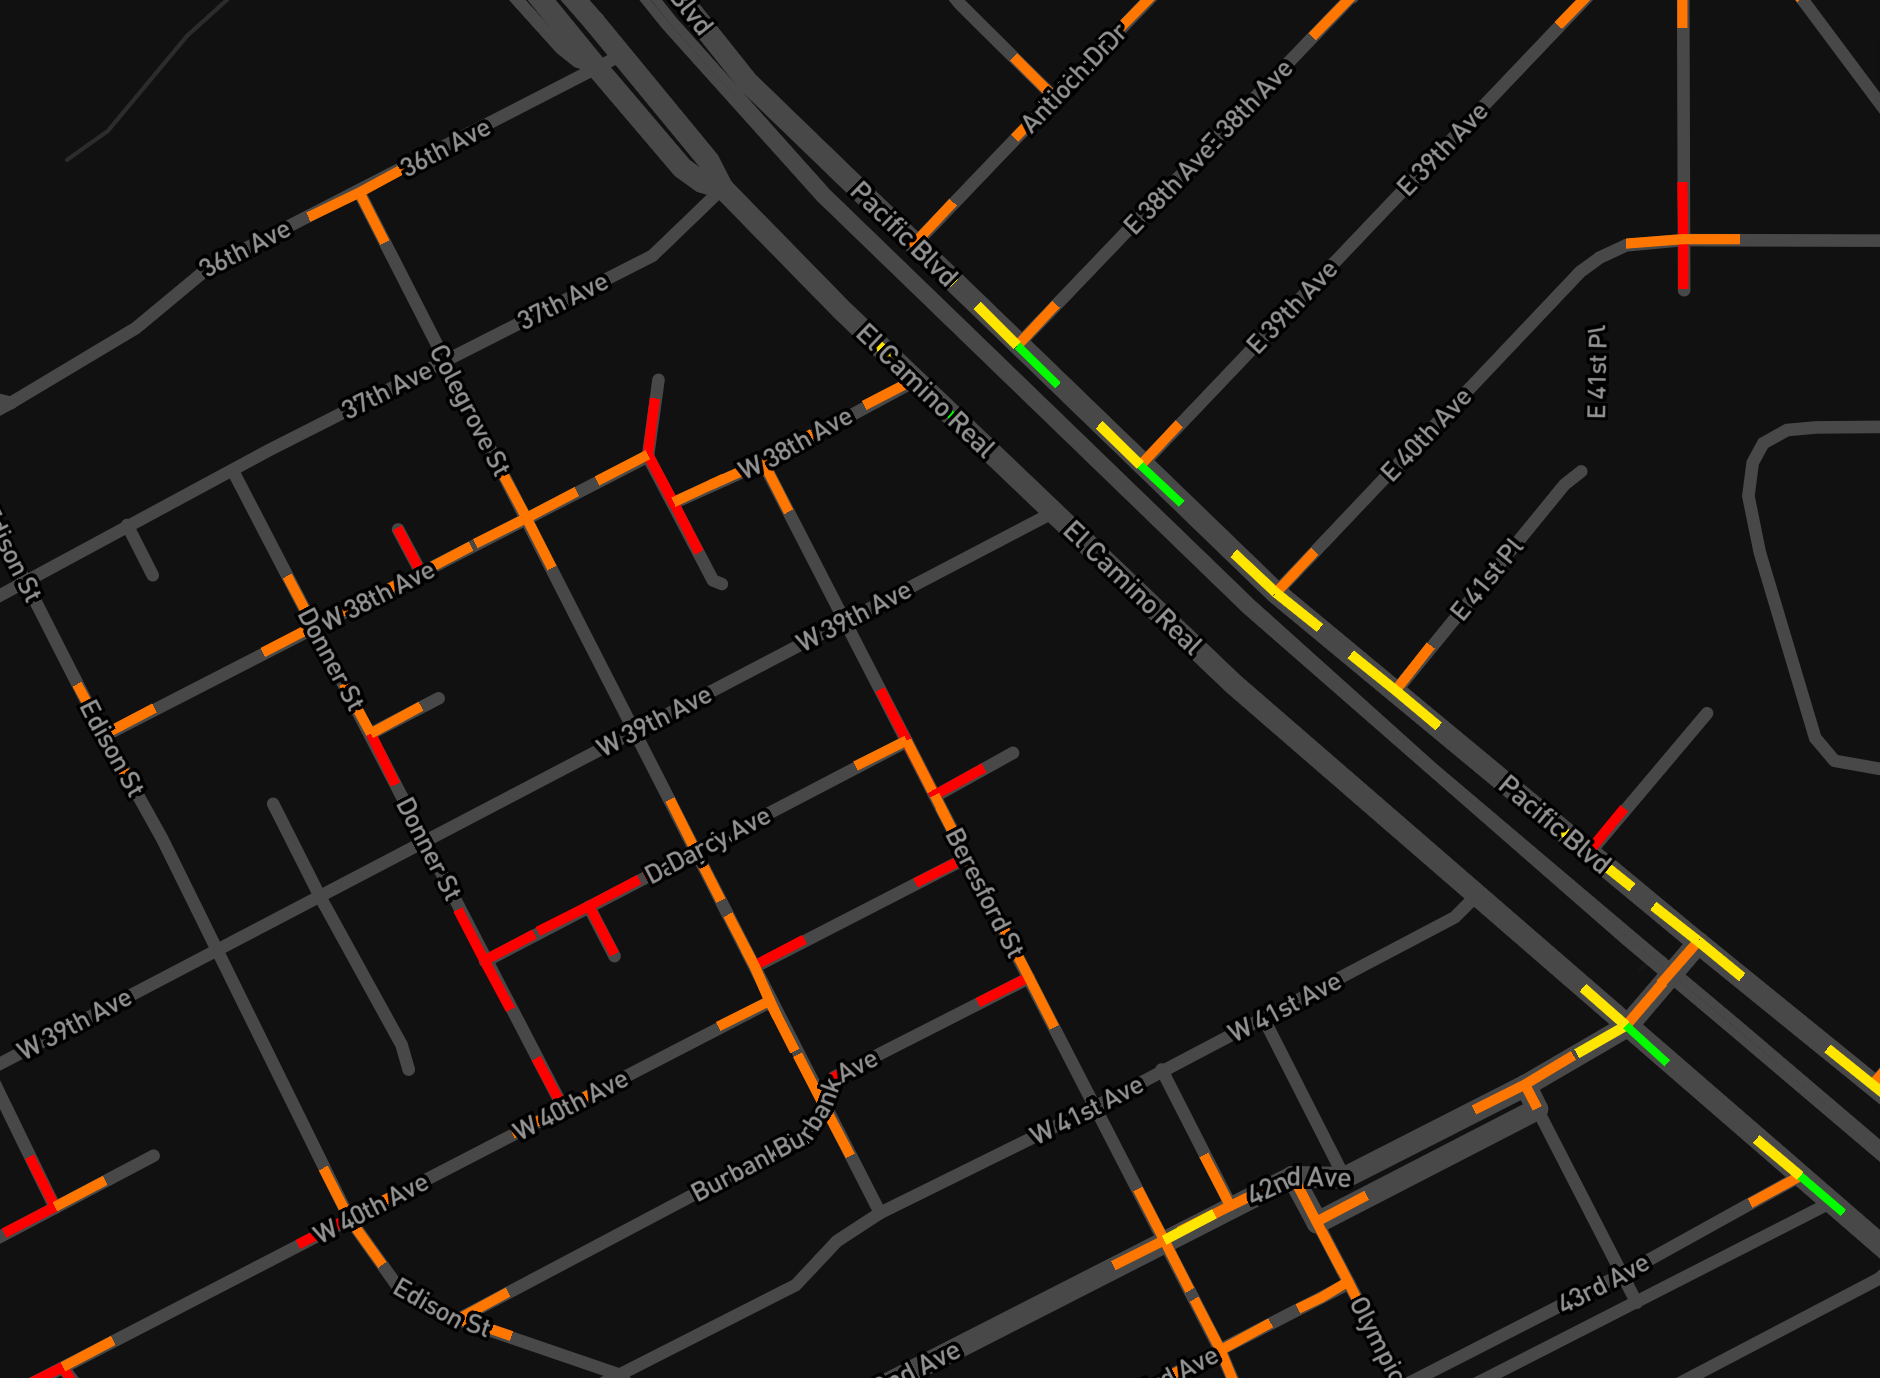 Blvd
Antioch Dr
Dr
36th Ave
E 38th Ave
E 38th Ave
E 39th Ave
36th Ave
Pacific Blvd
37th Ave
E 39th Ave
37th Ave
Colegrove St
El Camino Real
E 41st Pl
W 38th Ave
E 40th Ave
Edison St
W 38th Ave
Donner St
W 39th Ave
El Camino Real
E 41st Pl
Edison St
W 39th Ave
Donner St
Darcy Ave
Pacific Blvd
Beresford St
W 39th Ave
W 41st Ave
W 40th Ave
Burbank Ave
Burbank
W 41st Ave
W 40th Ave
42nd Ave
Edison St
43rd Ave
Olympic
nd Ave
d Ave